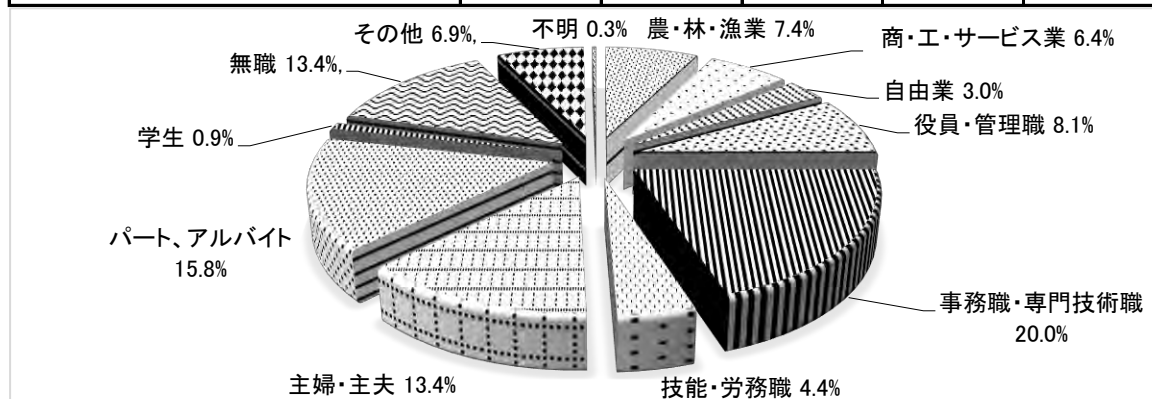 不明 0.3%
農・林・漁業 7.4%
商・工・サービス業 6.4%
自由業 3.0%
役員・管理職 8.1%
事務職・専門技術職
20.0%
技能・労務職 4.4%
主婦・主夫 13.4%
パート、アルバイト
15.8%
学生 0.9%
無職 13.4%,
その他 6.9%,